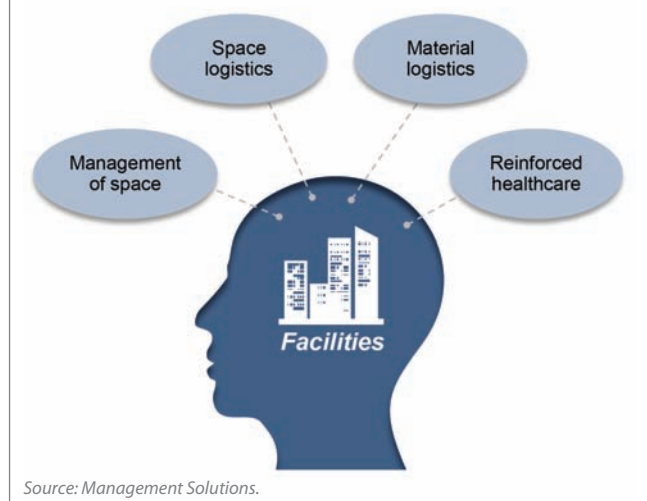 Space
logistics
Material
logistics
Management
of space
Reinforced
healthcare
Facilities
Source: Management Solutions.